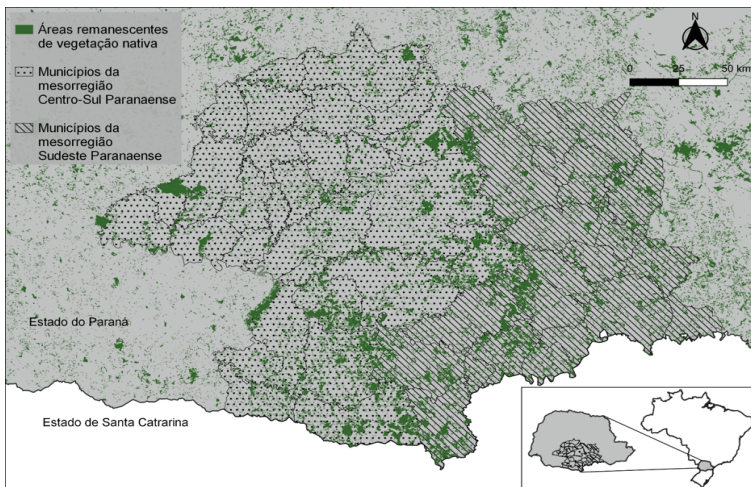 Áreas remanescentes
de vegetação nativa
Municípios da
mesorregião
Centro-Sul Paranaense
Municípios da
mesorregião
Sudeste Paranaense
N
0 25 50 km
Estado do Paraná
Estado de Santa Catrarina